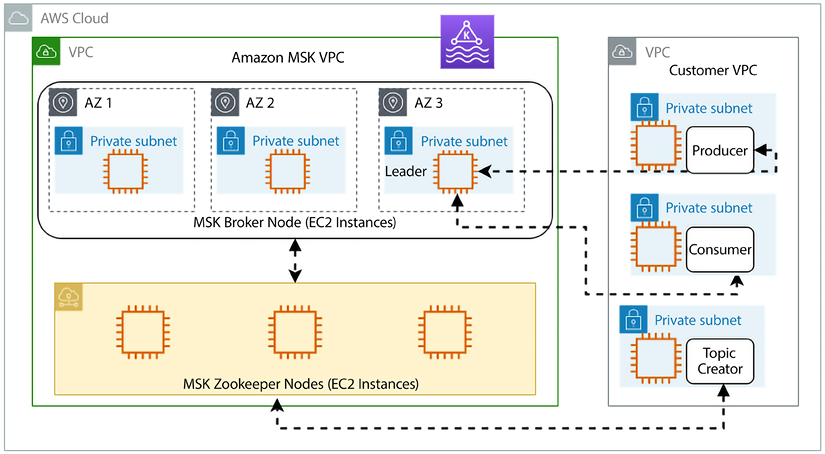 AWS Cloud
VPC
Amazon MSK VPC
K
AZ 1
Private subnet
AZ 2
Private subnet
AZ 3
Private subnet
Leader
MSK Broker Node (EC2 Instances)
MSK Zookeeper Nodes (EC2 Instances)
VPC
Customer VPC
Private subnet
Producer
Private subnet
Consumer
Private subnet
Topic
Creator